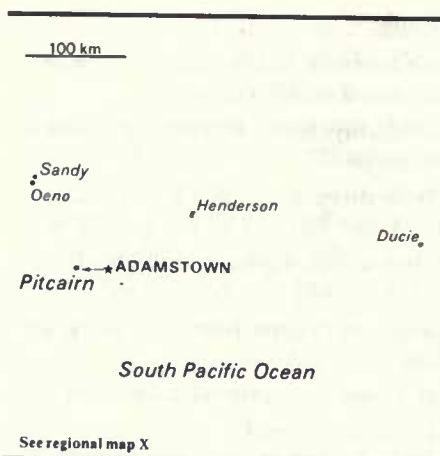 100 km
Sandy
Oeno
Henderson
Ducie
ADAMSTOWN
Pitcairn
South Pacific Ocean
See regional map X